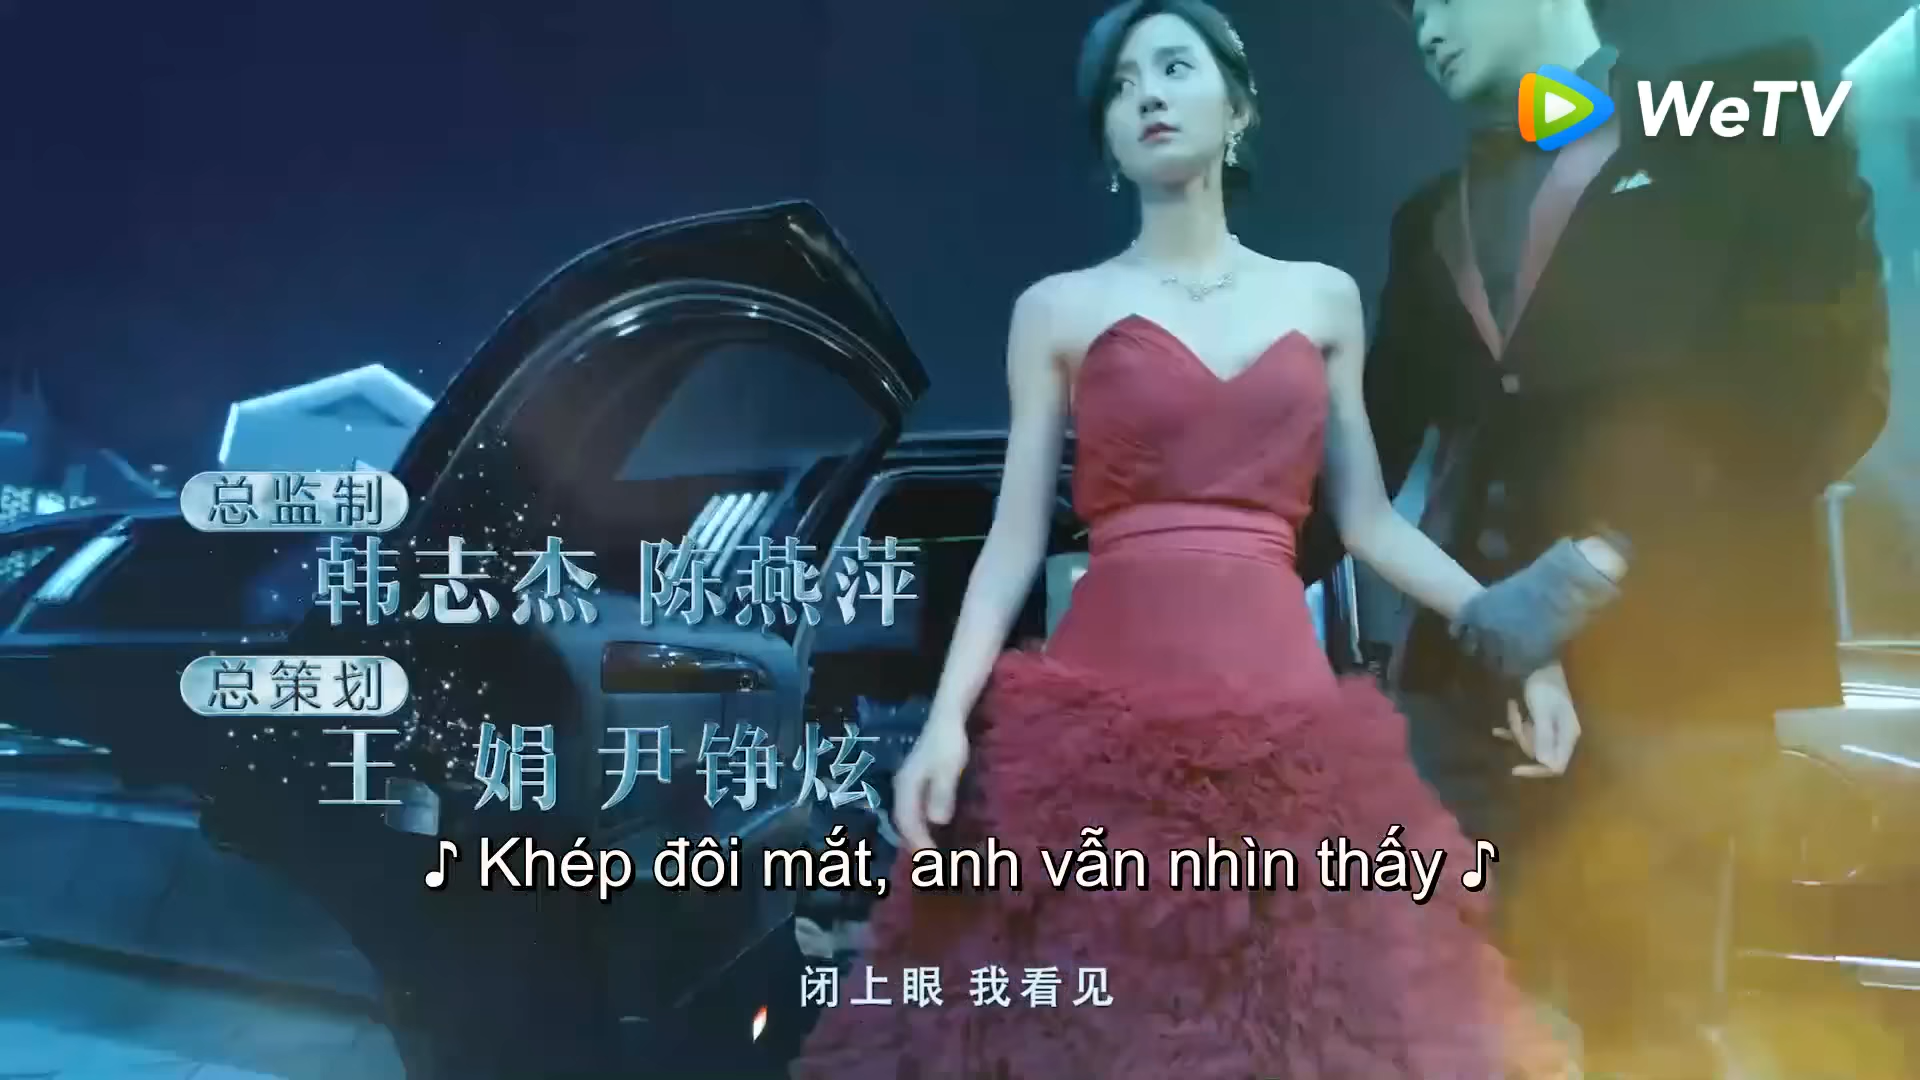 WeTV
总监制
韩志杰 陈燕萍
总策划
王 娟 尹铮炫
♪ Khép đôi mắt, anh vẫn nhìn thấy ♪
闭上眼 我看见